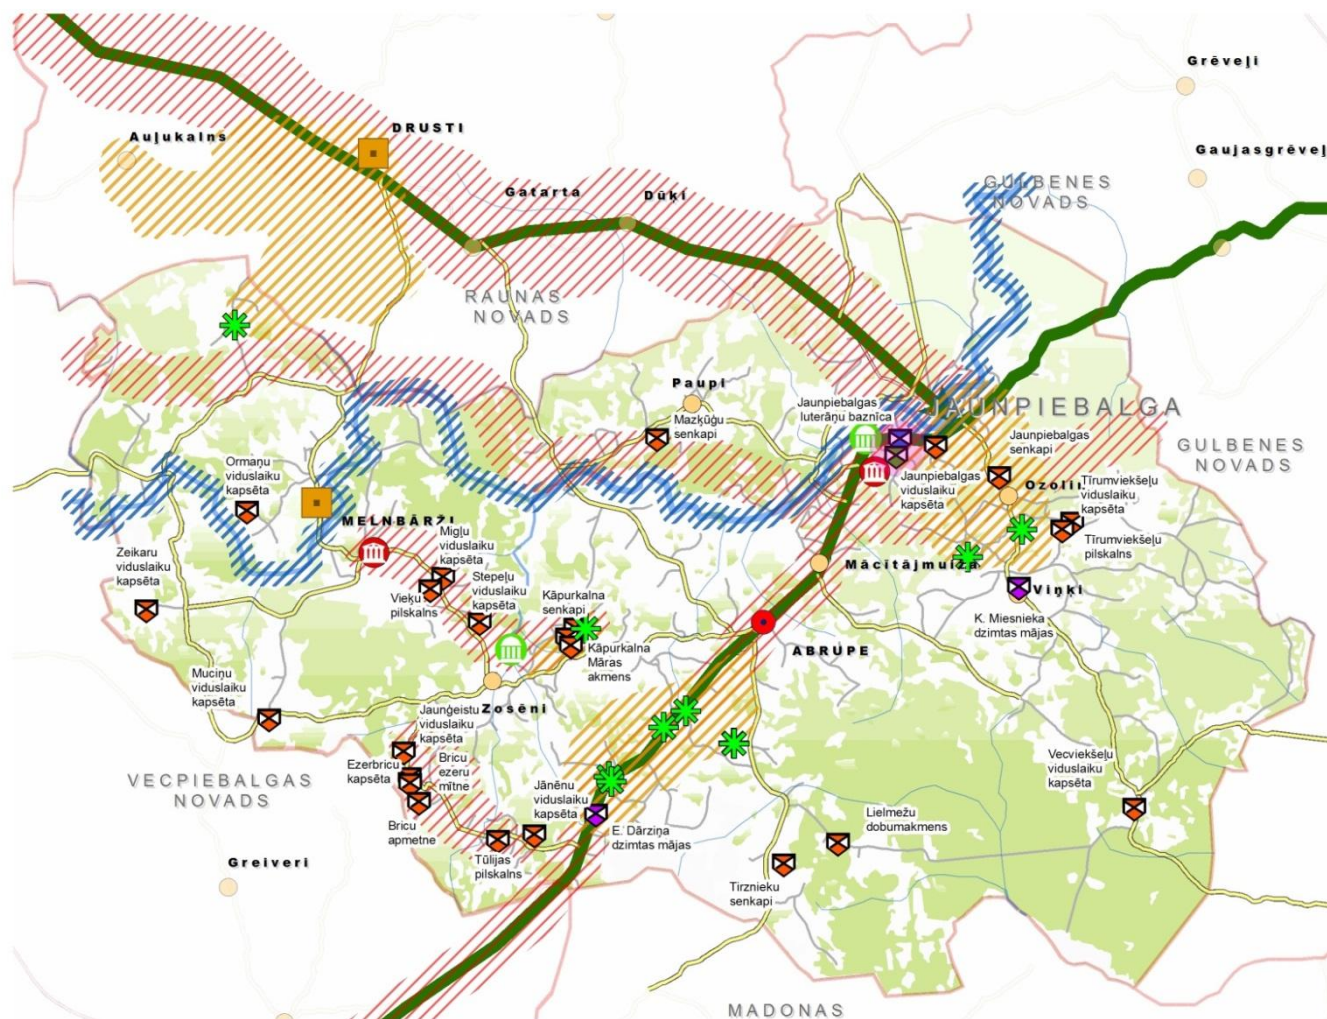 Grēveļi
DRUSTI
Auļukalns
Gaujasgrēveļ
GULBENES
NOVADS
Gatarta
Dūķi
RAUNAS
NOVADS
Paupi
Mazķūģu
senkapi
Jaunpiebalgas
luterāņu baznīca
JAUNPIEBALGA
Jaunpiebalgas
senkapi
GULBENES
NOVADS
Ormaņu
viduslaiku
kapsēta
Jaunpiebalgas
viduslaiku
kapsēta
Ozoli
Tīrumviekšeļu
viduslaiku
kapsēta
MELNBĀRŽI
Migļu
viduslaiku
kapsēta
Tīrumviekšeļu
pilskalns
Zeikaru
viduslaiku
kapsēta
Vieķu
pilskalns
Stepeļu
viduslaiku
kapsēta
Kāpurkalna
senkapi
Mācītājmuiža
Viņķi
K. Miesnieka
dzimtas mājas
Kāpurkalna
Māras
akmens
ABRUPE
Muciņu
viduslaiku
kapsēta
Zosēni
Jaunģeistu
viduslaiku
kapsēta
Ezerbricu
kapsēta
Bricu
ezeru
mītne
Vecviekšeļu
viduslaiku
kapsēta
VECPIEBALGAS
NOVADS
Jānēnu
viduslaiku
kapsēta
Bricu
apmetne
E. Dārziņa
dzimtas mājas
Lielmežu
dobumakmens
Greiveri
Tūlijas
pilskalns
Tirznieku
senkapi
MADONAS